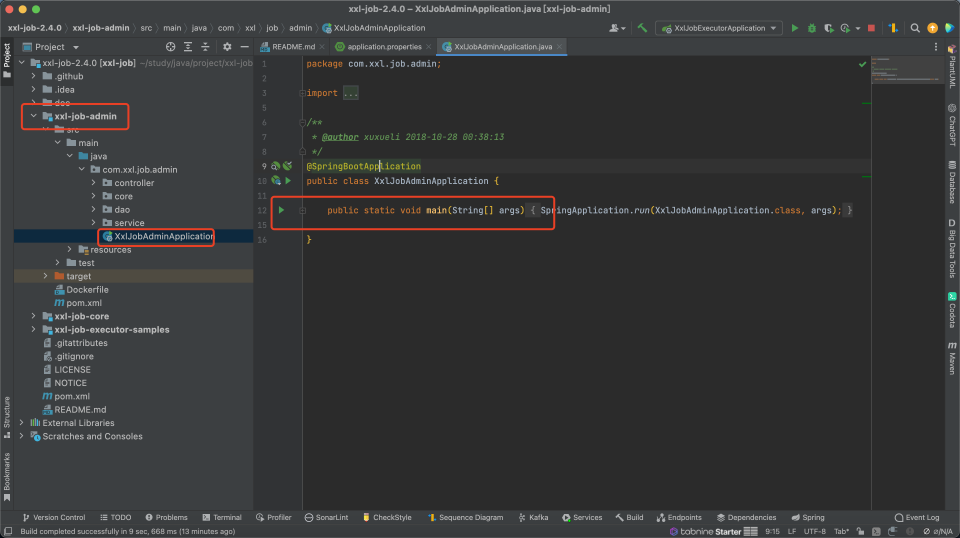 xxl-job-2.4.0 – XxlJobAdminApplication.java [xxl-job-admin]
xxl-job-2.4.0 › xxl-job-admin › src › main › java › com › xxl › job › admin › XxlJobAdminApplication
XxlJobExecutorApplication
Project
README.md
application.properties
XxlJobAdminApplication.java
Project
xxl-job-2.4.0 [xxl-job] ~/study/java/project/xxl-job
.github
.idea
doc
xxl-job-admin
src
main
java
com.xxl.job.admin
controller
core
dao
service
XxlJobAdminApplication
resources
test
target
Dockerfile
pom.xml
xxl-job-core
xxl-job-executor-samples
.gitattributes
.gitignore
LICENSE
NOTICE
pom.xml
README.md
External Libraries
Scratches and Consoles
Structure
Bookmarks
1 package com.xxl.job.admin;
2
3 import ...
5
6 /**
7 * @author xuxueli 2018-10-28 00:38:13
8 */
9 @SpringBootApplication
10 public class XxlJobAdminApplication {
11
12 public static void main(String[] args) { SpringApplication.run(XxlJobAdminApplication.class, args); }
15
16 }
PlantUML
ChatGPT
Database
Big Data Tools
Codota
Maven
Version Control
TODO
Problems
Terminal
Profiler
SonarLint
CheckStyle
Sequence Diagram
Kafka
Services
Build
Endpoints
Dependencies
Spring
Event Log
Build completed successfully in 9 sec, 668 ms (13 minutes ago)
tabnine Starter
9:15
LF
UTF-8
Tab*
N/A